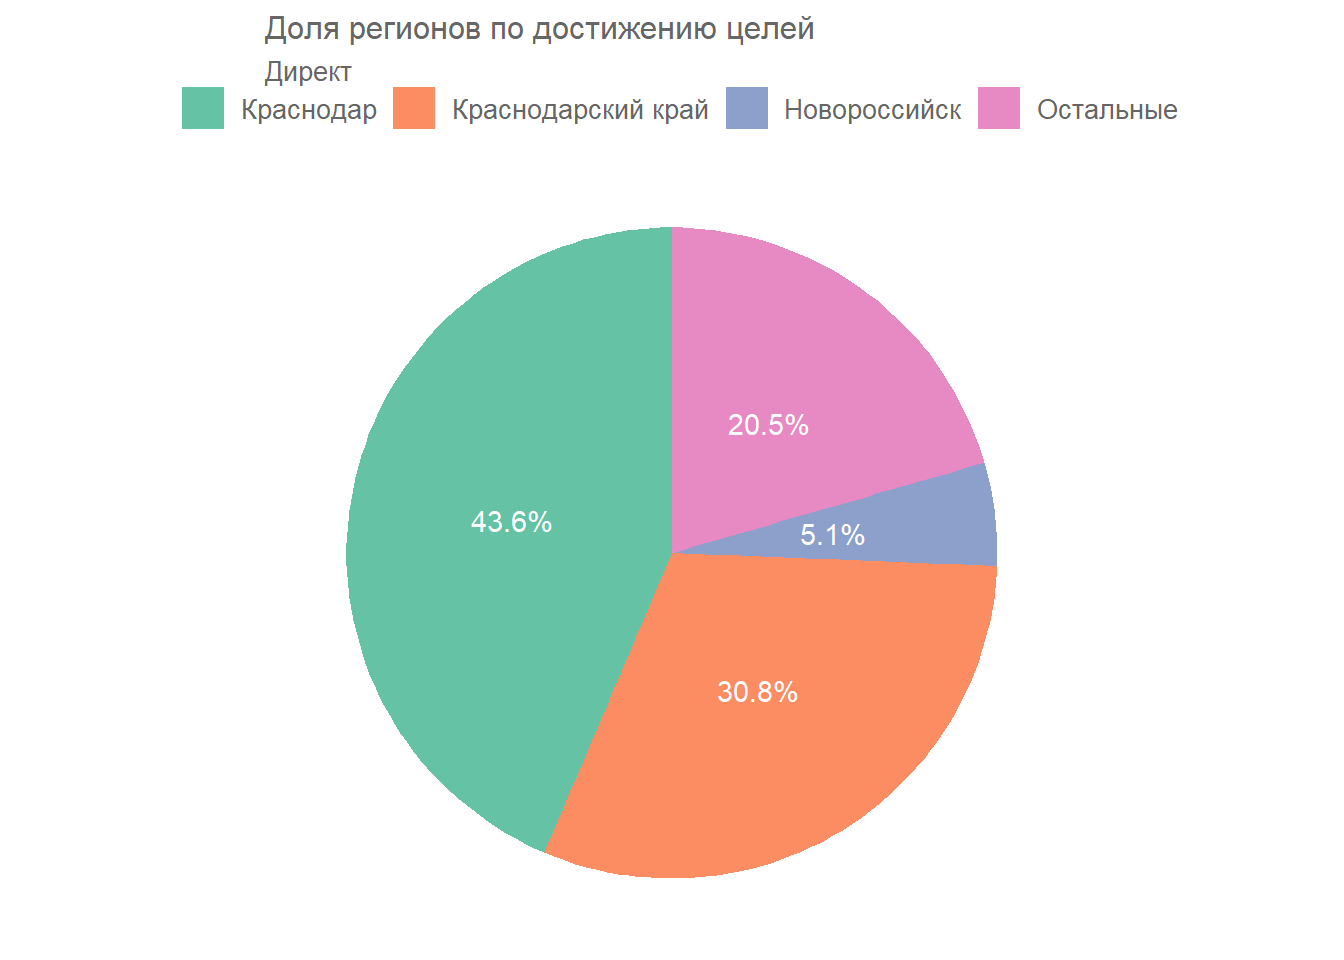 Доля регионов по достижению целей
Директ
Краснодар Краснодарский край Новороссийск Остальные
20.5%
43.6%
5.1%
30.8%